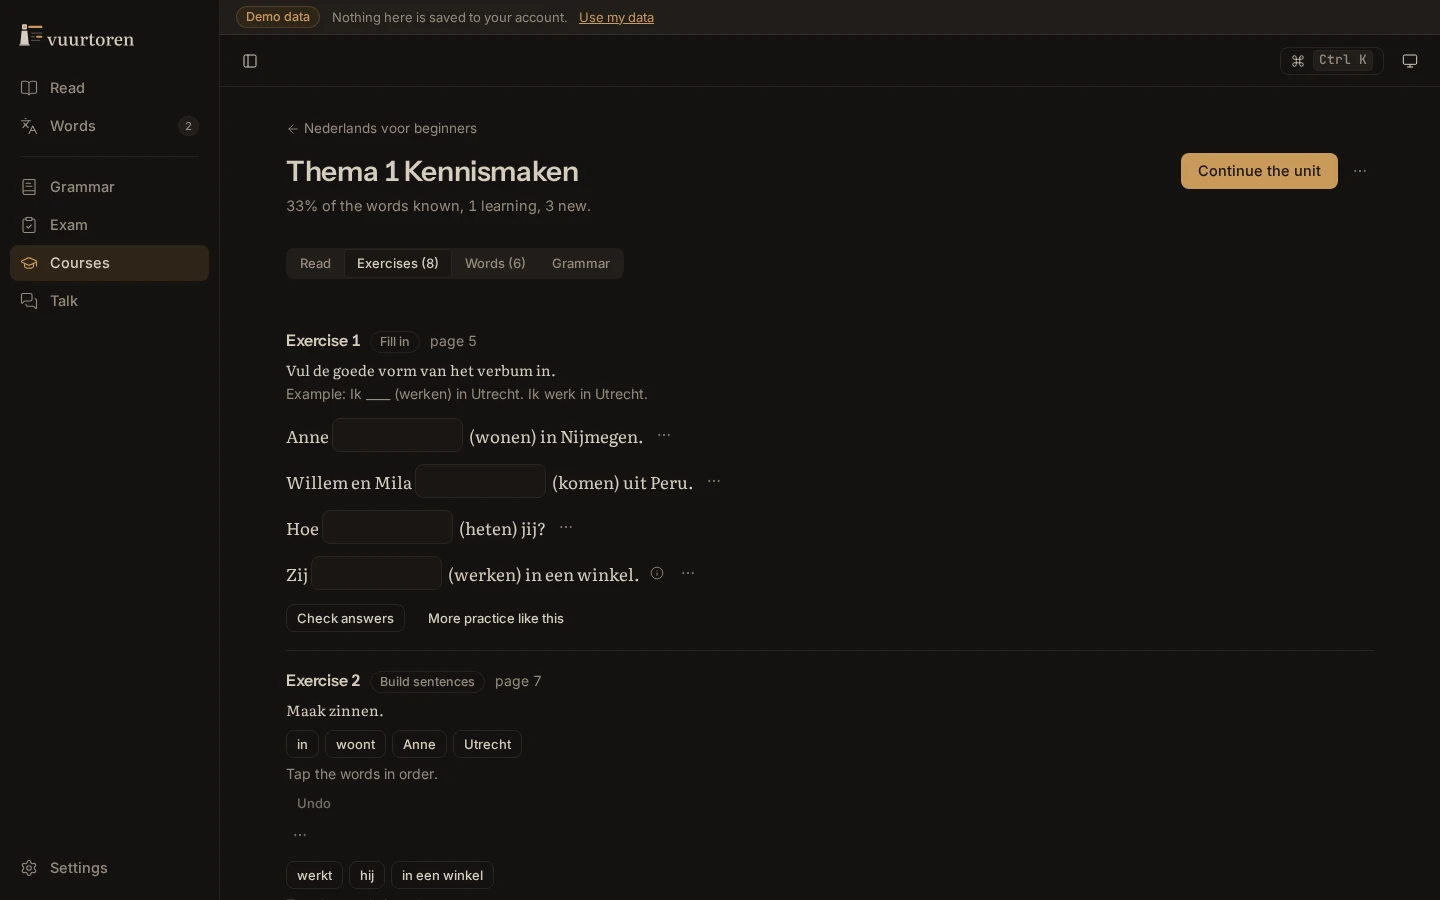 Demo data Nothing here is saved to your account. Use my data
vuurtoren
Read
Words 2
Grammar
Exam
Courses
Talk
Settings
⌘ Ctrl K
← Nederlands voor beginners
Thema 1 Kennismaken
Continue the unit ...
33% of the words known, 1 learning, 3 new.
Read Exercises (8) Words (6) Grammar
Exercise 1 Fill in page 5
Vul de goede vorm van het verbum in.
Example: Ik ____ (werken) in Utrecht. Ik werk in Utrecht.
Anne (wonen) in Nijmegen. ...
Willem en Mila (komen) uit Peru. ...
Hoe (heten) jij? ...
Zij (werken) in een winkel. ...
Check answers More practice like this
Exercise 2 Build sentences page 7
Maak zinnen.
in woont Anne Utrecht
Tap the words in order.
Undo
...
werkt hij in een winkel